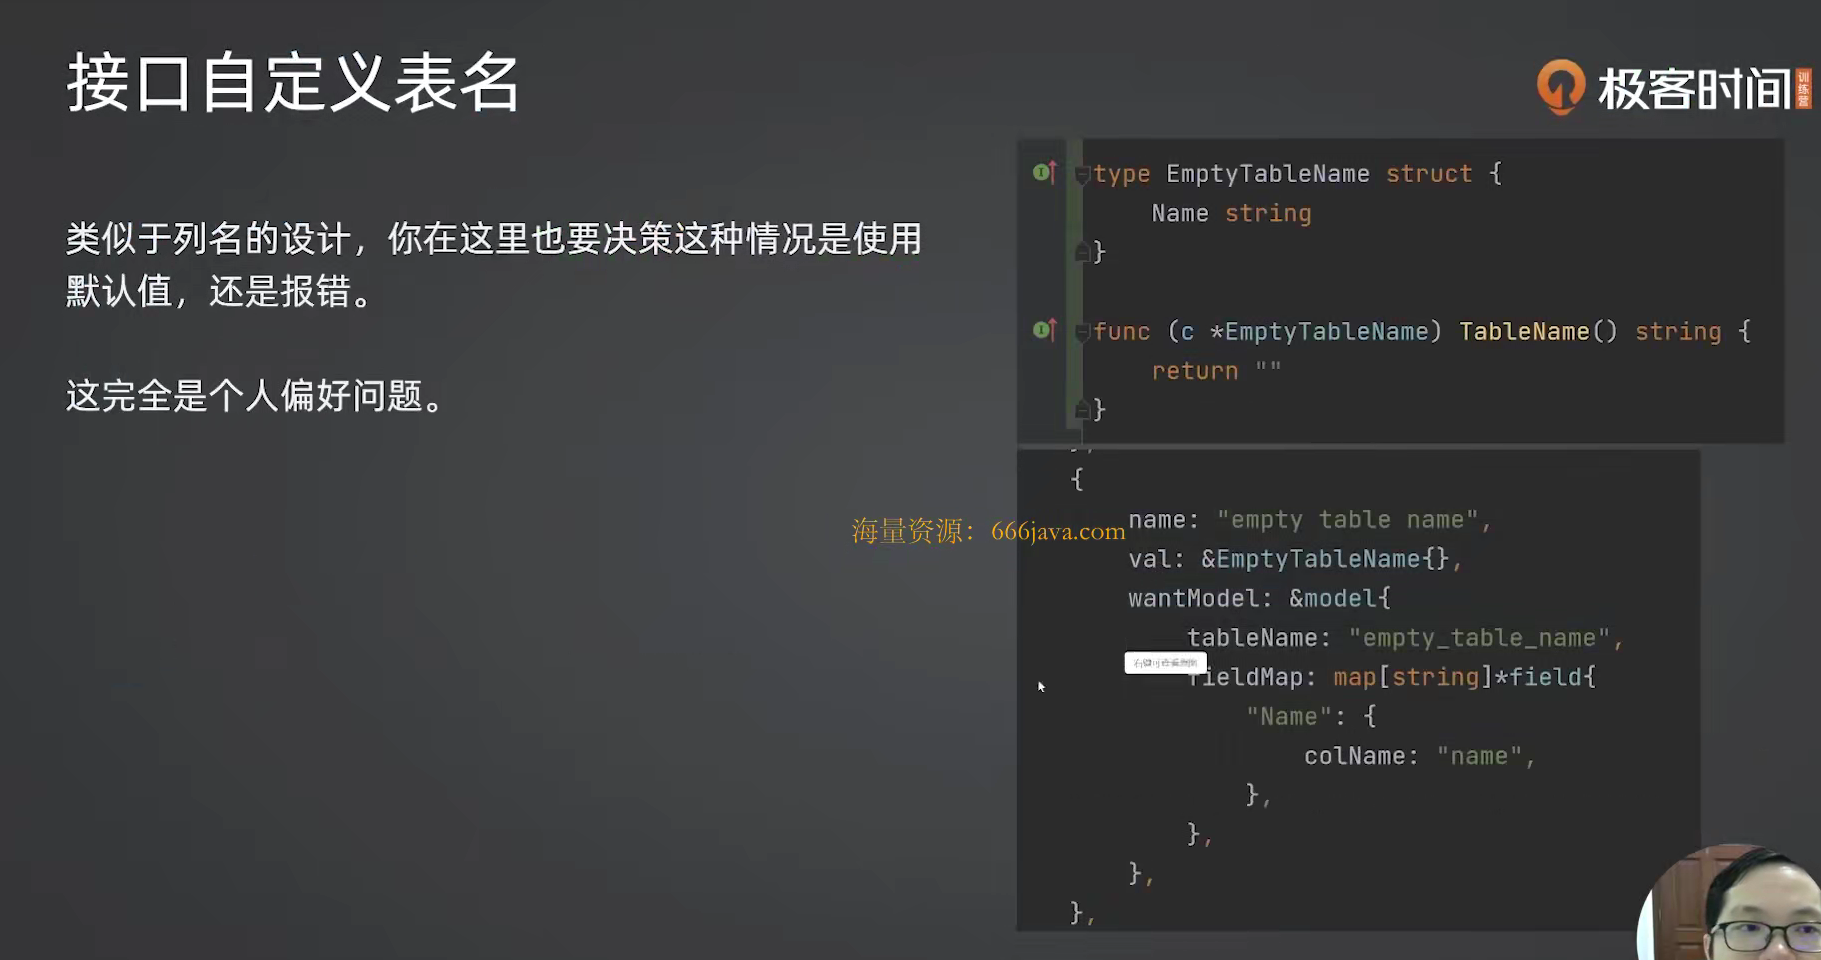 接口自定义表名
极客时间
训练营
类似于列名的设计，你在这里也要决策这种情况是使用
默认值，还是报错。
这完全是个人偏好问题。
type EmptyTableName struct {
Name string
}
func (c *EmptyTableName) TableName() string {
return ""
}
{
name: "empty table name",
val: &EmptyTableName{},
wantModel: &model{
tableName: "empty_table_name",
fieldMap: map[string]*field{
"Name": {
colName: "name",
},
},
},
},
海量资源：666java.com